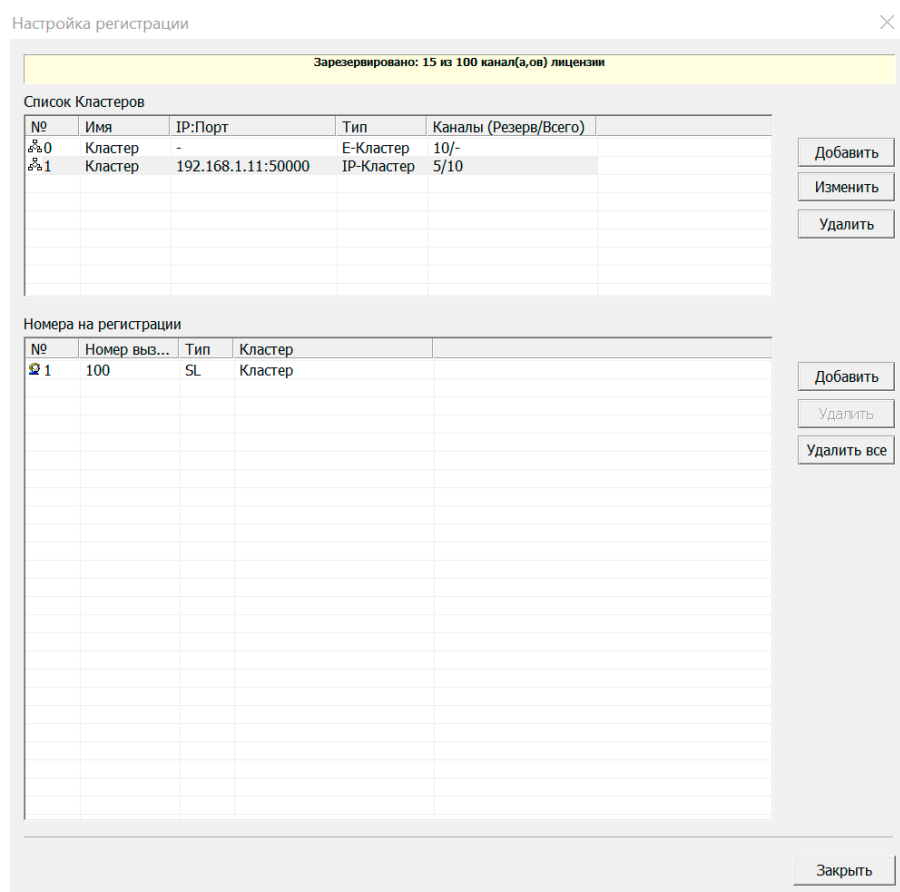 Настройка регистрации
Зарезервировано: 15 из 100 канал(а,ов) лицензии
Список Кластеров
№ Имя IP:Порт Тип Каналы (Резерв/Всего)
0 Кластер - E-Кластер 10/-
1 Кластер 192.168.1.11:50000 IP-Кластер 5/10
Добавить
Изменить
Удалить
Номера на регистрации
№ Номер выз... Тип Кластер
1 100 SL Кластер
Добавить
Удалить
Удалить все
Закрыть